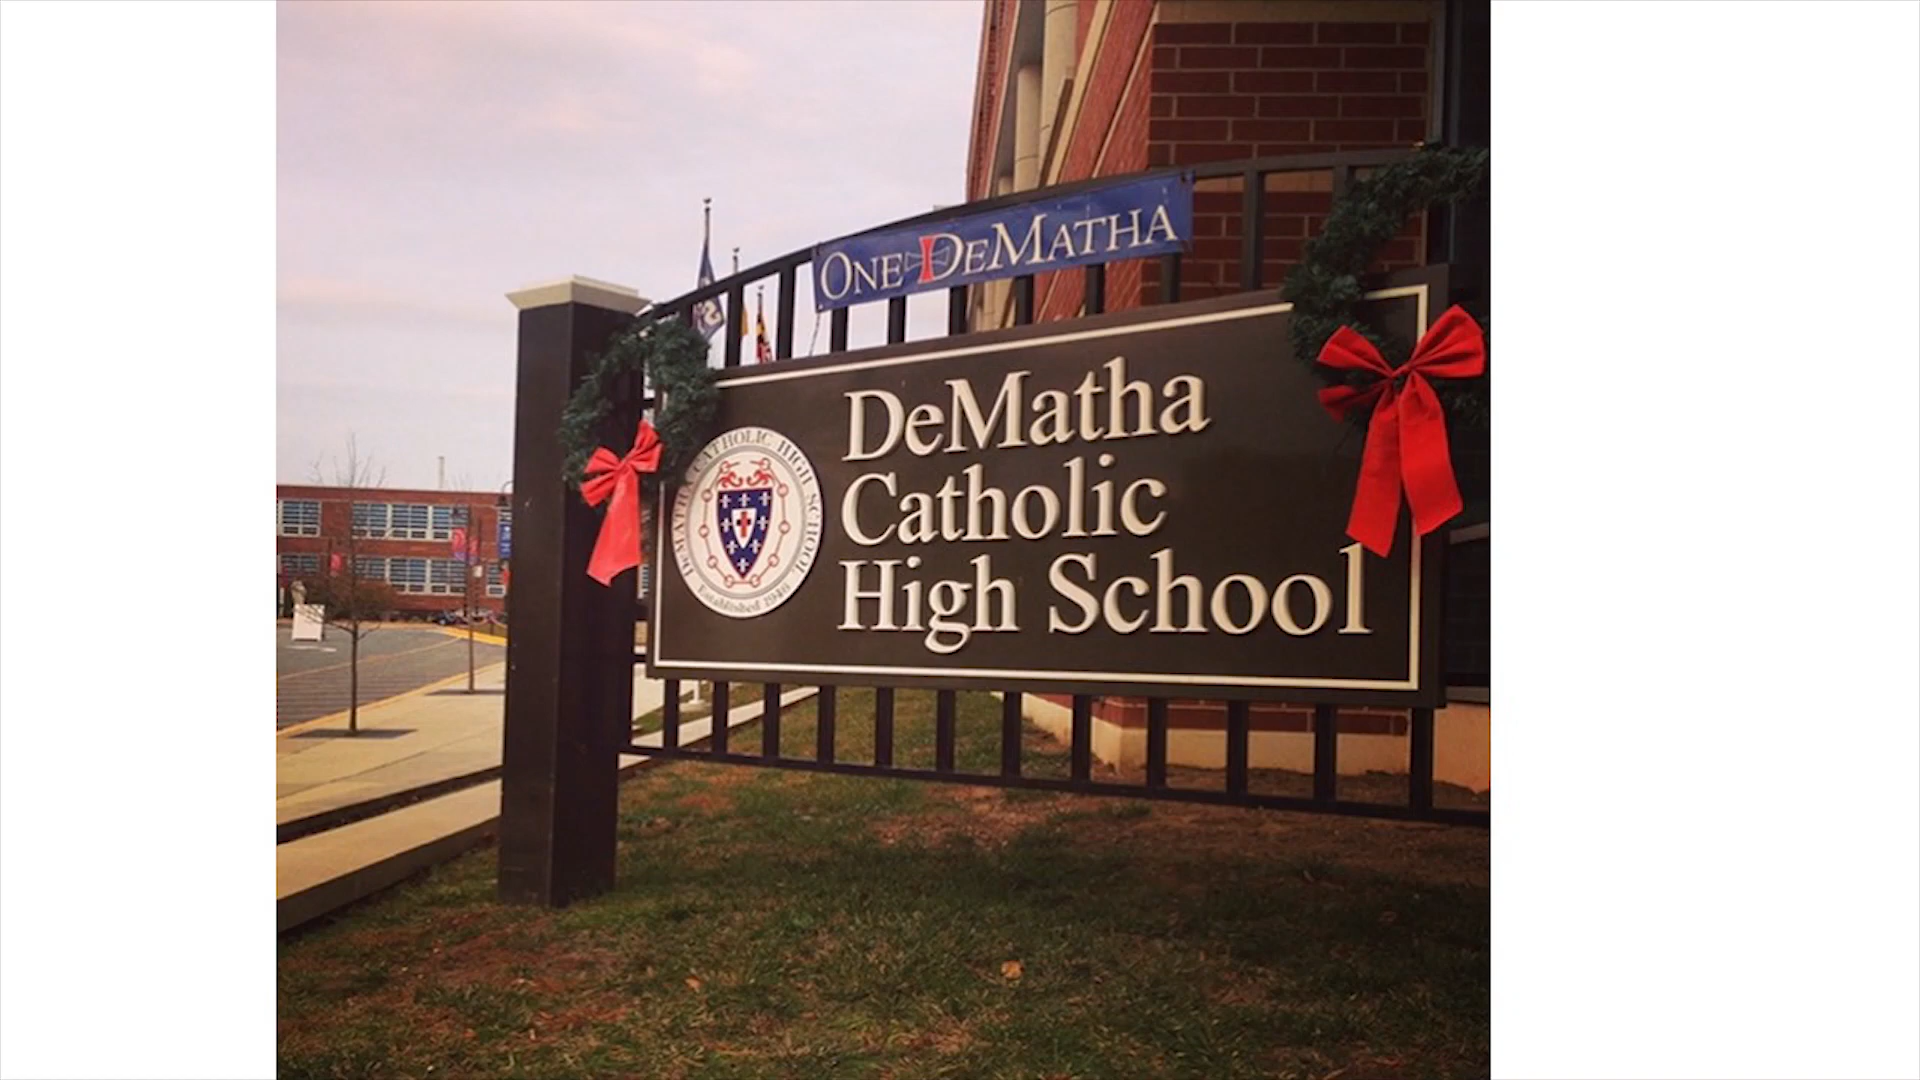 ONE DEMATHA
DeMatha
Catholic
High School
DEMATHA CATHOLIC HIGH SCHOOL
Established 1946